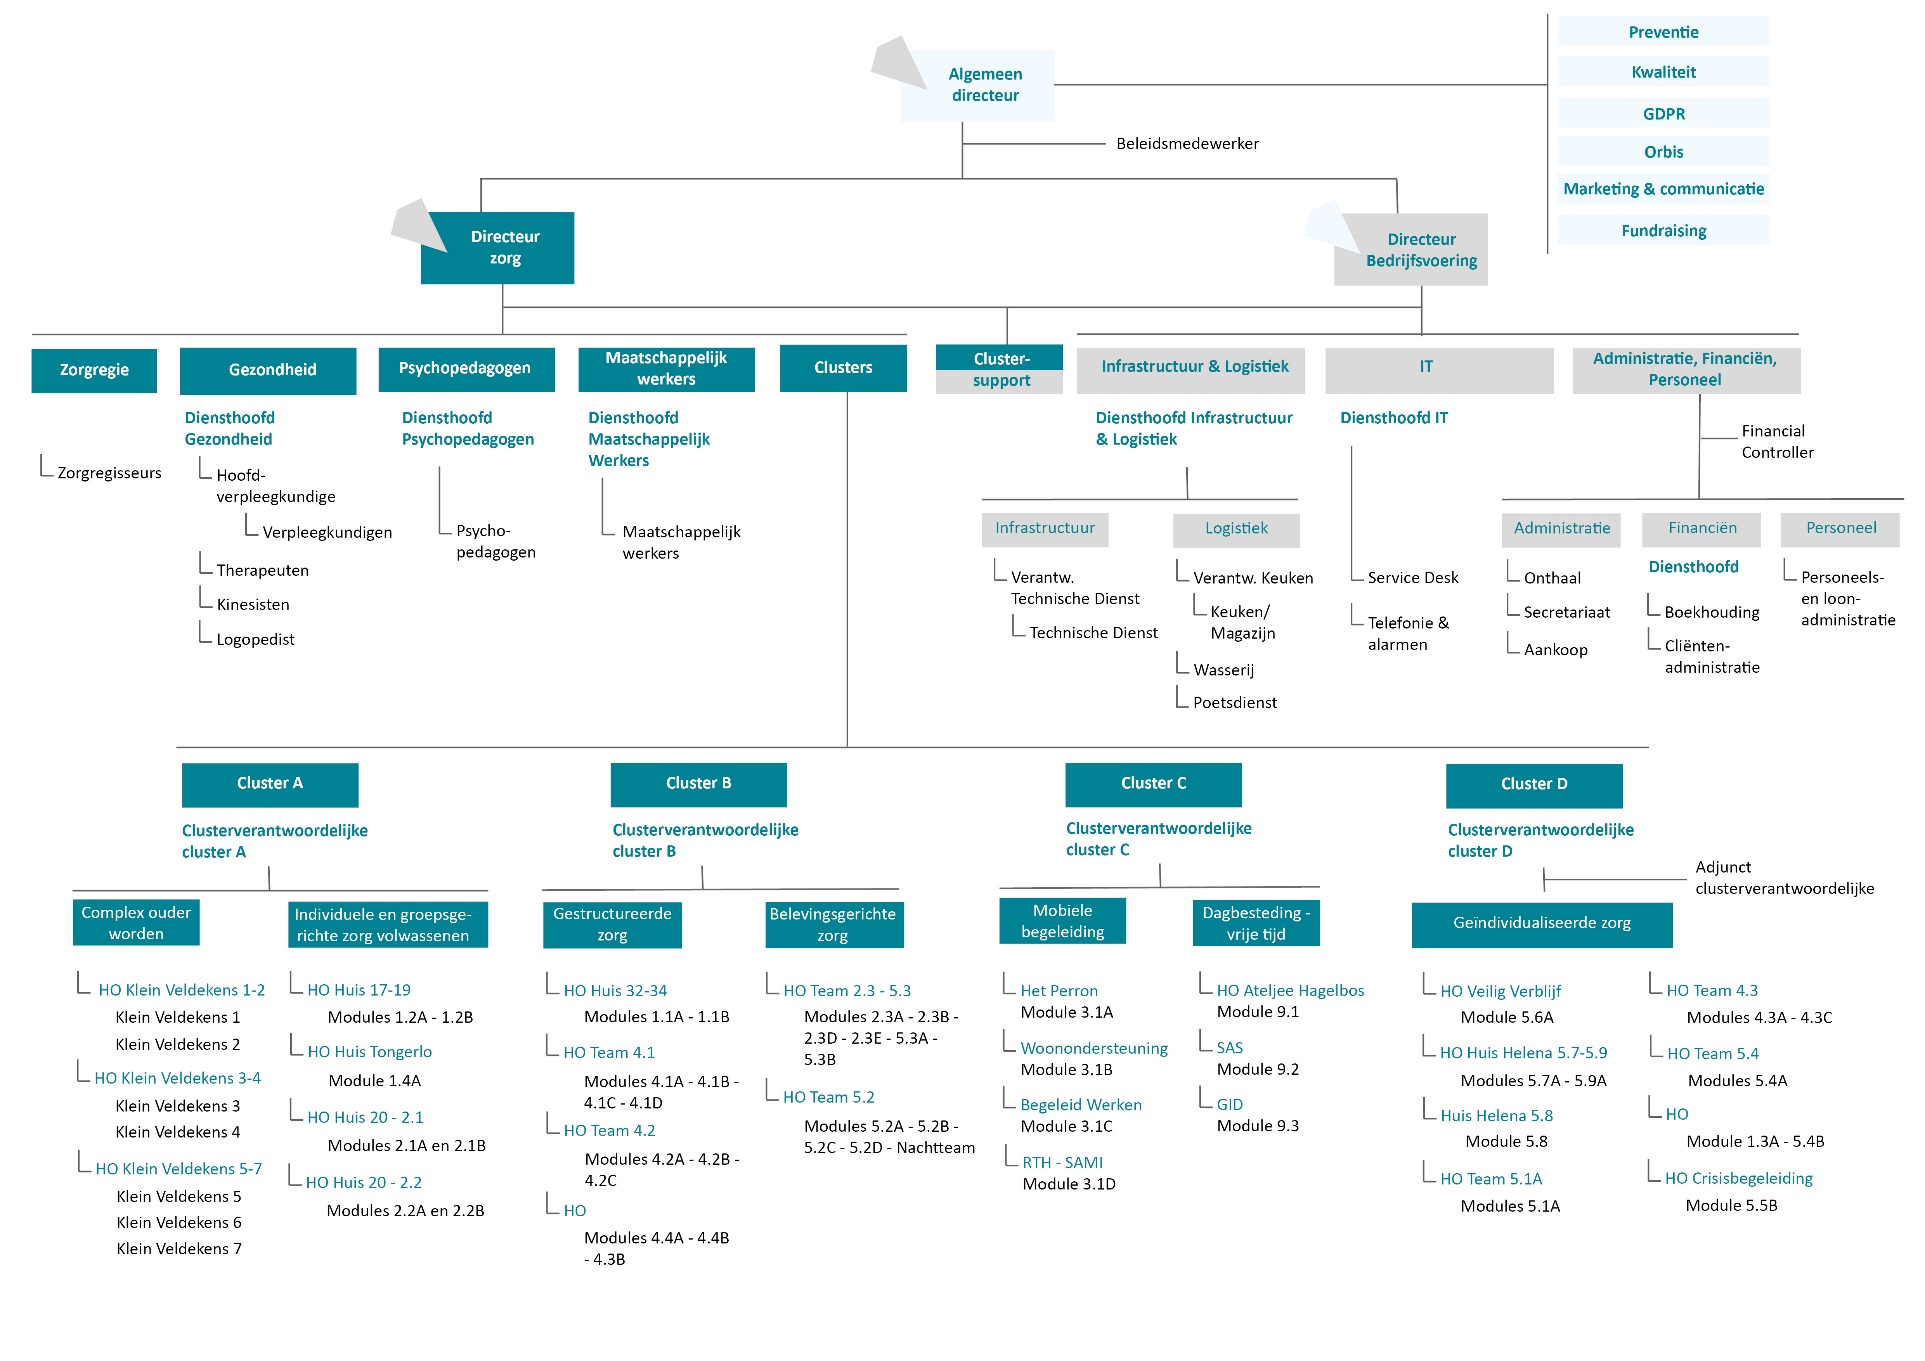 Preventie
Kwaliteit
GDPR
Orbis
Marketing & communicatie
Fundraising
Algemeen
directeur
Beleidsmedewerker
Directeur
zorg
Directeur
Bedrijfsvoering
Zorgregie
Zorgregisseurs
Gezondheid
Diensthoofd
Gezondheid
Hoofd-
verpleegkundige
Verpleegkundigen
Therapeuten
Kinesisten
Logopedist
Psychopedagogen
Diensthoofd
Psychopedagogen
Psycho-
pedagogen
Maatschappelijk
werkers
Diensthoofd
Maatschappelijk
Werkers
Maatschappelijk
werkers
Clusters
Cluster-
support
Infrastructuur & Logistiek
Diensthoofd Infrastructuur
& Logistiek
Infrastructuur
Verantw.
Technische Dienst
Technische Dienst
Logistiek
Verantw. Keuken
Keuken/
Magazijn
Wasserij
Poetsdienst
IT
Diensthoofd IT
Service Desk
Telefonie &
alarmen
Administratie, Financiën,
Personeel
Financial
Controller
Administratie
Onthaal
Secretariaat
Aankoop
Financiën
Diensthoofd
Boekhouding
Cliënten-
administratie
Personeel
Personeels-
en loon-
administratie
Cluster A
Clusterverantwoordelijke
cluster A
Complex ouder
worden
HO Klein Veldekens 1-2
Klein Veldekens 1
Klein Veldekens 2
HO Klein Veldekens 3-4
Klein Veldekens 3
Klein Veldekens 4
HO Klein Veldekens 5-7
Klein Veldekens 5
Klein Veldekens 6
Klein Veldekens 7
Individuele en groepsge-
richte zorg volwassenen
HO Huis 17-19
Modules 1.2A - 1.2B
HO Huis Tongerlo
Module 1.4A
HO Huis 20 - 2.1
Modules 2.1A en 2.1B
HO Huis 20 - 2.2
Modules 2.2A en 2.2B
Cluster B
Clusterverantwoordelijke
cluster B
Gestructureerde
zorg
HO Huis 32-34
Modules 1.1A - 1.1B
HO Team 4.1
Modules 4.1A - 4.1B -
4.1C - 4.1D
HO Team 4.2
Modules 4.2A - 4.2B -
4.2C
HO
Modules 4.4A - 4.4B
- 4.3B
Belevingsgerichte
zorg
HO Team 2.3 - 5.3
Modules 2.3A - 2.3B -
2.3D - 2.3E - 5.3A -
5.3B
HO Team 5.2
Modules 5.2A - 5.2B -
5.2C - 5.2D - Nachtteam
Cluster C
Clusterverantwoordelijke
cluster C
Mobiele
begeleiding
Het Perron
Module 3.1A
Woonondersteuning
Module 3.1B
Begeleid Werken
Module 3.1C
RTH - SAMI
Module 3.1D
Dagbesteding -
vrije tijd
HO Ateljee Hagelbos
Module 9.1
SAS
Module 9.2
GID
Module 9.3
Cluster D
Clusterverantwoordelijke
cluster D
Adjunct
clusterverantwoordelijke
Geïndividualiseerde zorg
HO Veilig Verblijf
Module 5.6A
HO Huis Helena 5.7-5.9
Modules 5.7A - 5.9A
Huis Helena 5.8
Module 5.8
HO Team 5.1A
Modules 5.1A
HO Team 4.3
Modules 4.3A - 4.3C
HO Team 5.4
Modules 5.4A
HO
Module 1.3A - 5.4B
HO Crisisbegeleiding
Module 5.5B